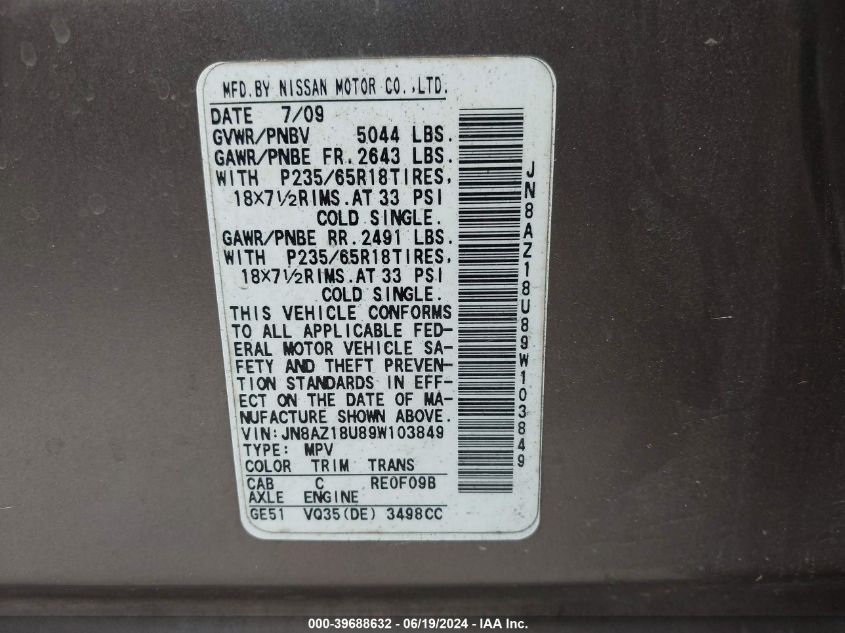 MFD.BY NISSAN MOTOR CO.,LTD.
DATE 7/09
GVWR/PNBV 5044 LBS.
GAWR/PNBE FR.2643 LBS.
WITH P235/65R18TIRES,
18×7½RIMS.AT 33 PSI
COLD SINGLE.
GAWR/PNBE RR.2491 LBS.
WITH P235/65R18TIRES,
18×7½RIMS.AT 33 PSI
COLD SINGLE.
THIS VEHICLE CONFORMS
TO ALL APPLICABLE FED-
ERAL MOTOR VEHICLE SA-
FETY AND THEFT PREVEN-
TION STANDARDS IN EFF-
ECT ON THE DATE OF MA-
NUFACTURE SHOWN ABOVE.
VIN:JN8AZ18U89W103849
TYPE: MPV
COLOR TRIM TRANS
CAB C RE0F09B
AXLE ENGINE
GE51 VQ35(DE) 3498CC
JN8AZ18U89W103849
000-39688632 - 06/19/2024 - IAA Inc.